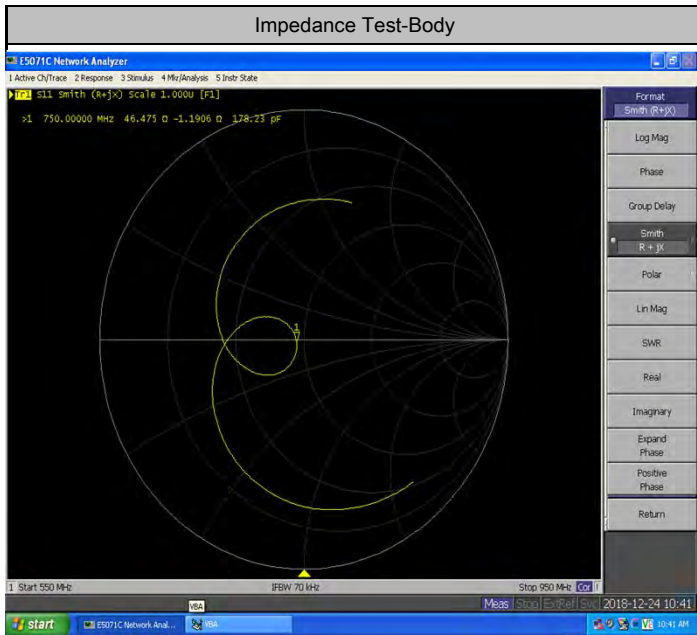 Impedance Test-Body
E5071C Network Analyzer
1 Active Ch/Trace 2 Response 3 Stimulus 4 Mkr/Analysis 5 Instr State
Tr1 S11 Smith (R+jX) Scale 1.000U [F1]
>1 750.00000 MHz 46.475 Ω -1.1906 Ω 178.23 pF
1
Format
Smith (R+jX)
Log Mag
Phase
Group Delay
Smith
R + jX
Polar
Lin Mag
SWR
Real
Imaginary
Expand
Phase
Positive
Phase
Return
1 Start 550 MHz IFBW 70 kHz Stop 950 MHz Cor !
VBA
Meas Stop ExtRef Svc 2018-12-24 10:41
start E5071C Network Anal... VBA VE 10:41 AM